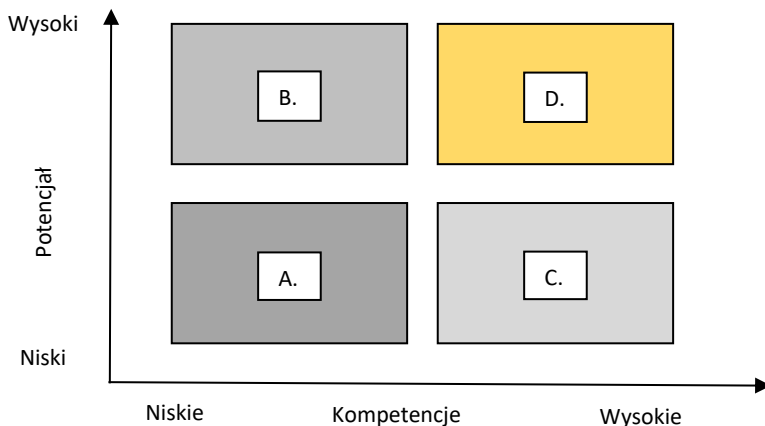 Wysoki
B.
D.
Potencjał
A.
C.
Niski
Niskie
Kompetencje
Wysokie